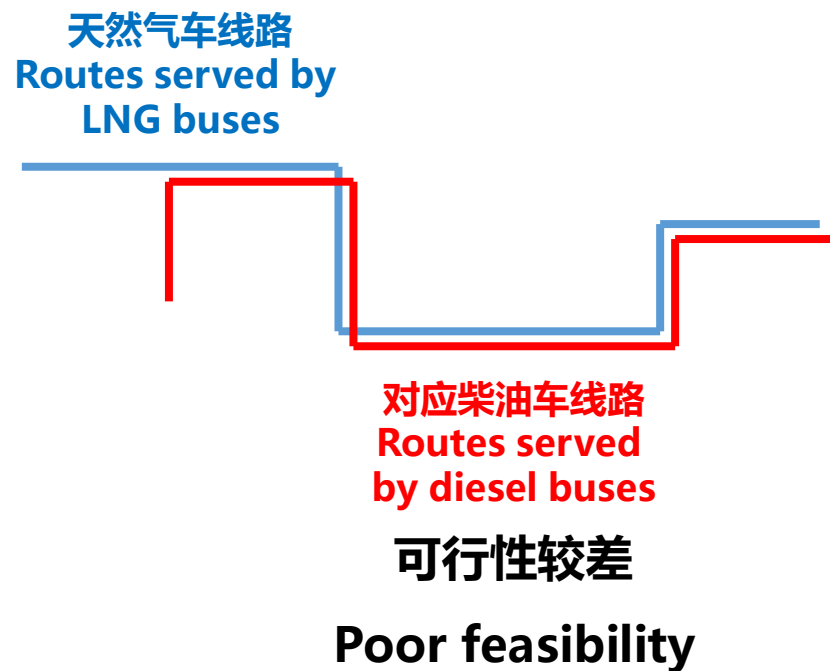 天然气车线路
Routes served by
LNG buses
对应柴油车线路
Routes served
by diesel buses
可行性较差
Poor feasibility